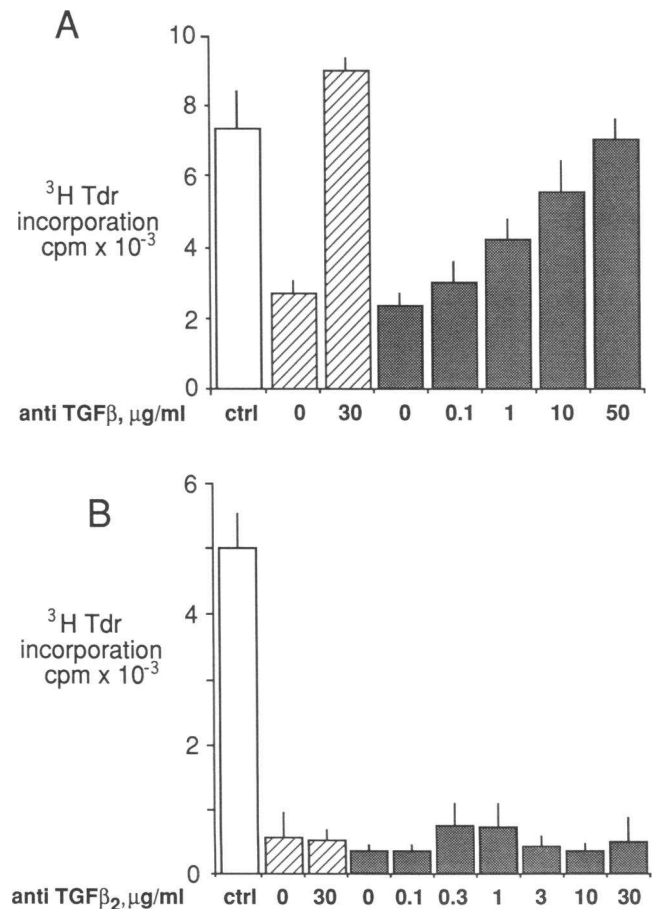 A
10
8
6
4
2
0
³H Tdr
incorporation
cpm x 10⁻³
anti TGFβ, μg/ml ctrl 0 30 0 0.1 1 10 50
B
6
4
2
0
³H Tdr
incorporation
cpm x 10⁻³
anti TGFβ₂,μg/ml ctrl 0 30 0 0.1 0.3 1 3 10 30